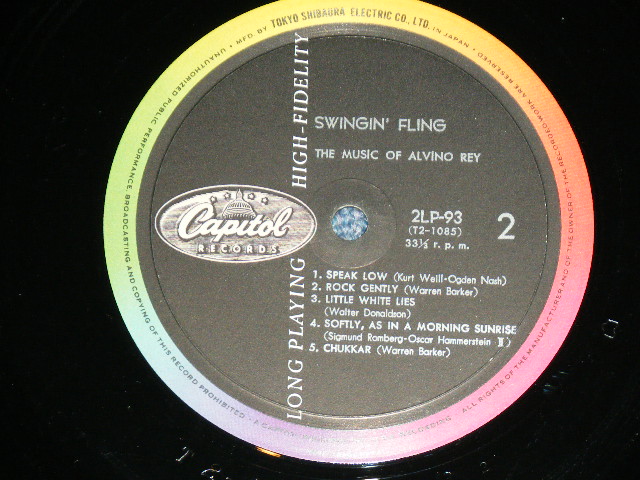 MFG. BY TOKYO SHIBAURA ELECTRIC CO., LTD. IN JAPAN •
ALL RIGHTS OF THE MANUFACTURER AND OF THE OWNER OF THE RECORDED WORK ARE RESERVED
UNAUTHORIZED PUBLIC PERFORMANCE, BROADCASTING AND COPYING OF THIS RECORD PROHIBITED •
LONG PLAYING HIGH-FIDELITY
SWINGIN' FLING
THE MUSIC OF ALVINO REY
Capitol
RECORDS
2LP-93
(T2-1085)
33⅓ r. p. m.
2
1. SPEAK LOW (Kurt Weill-Ogden Nash)
2. ROCK GENTLY (Warren Barker)
3. LITTLE WHITE LIES
(Walter Donaldson)
4. SOFTLY, AS IN A MORNING SUNRISE
(Sigmund Romberg-Oscar Hammerstein Ⅱ)
5. CHUKKAR (Warren Barker)